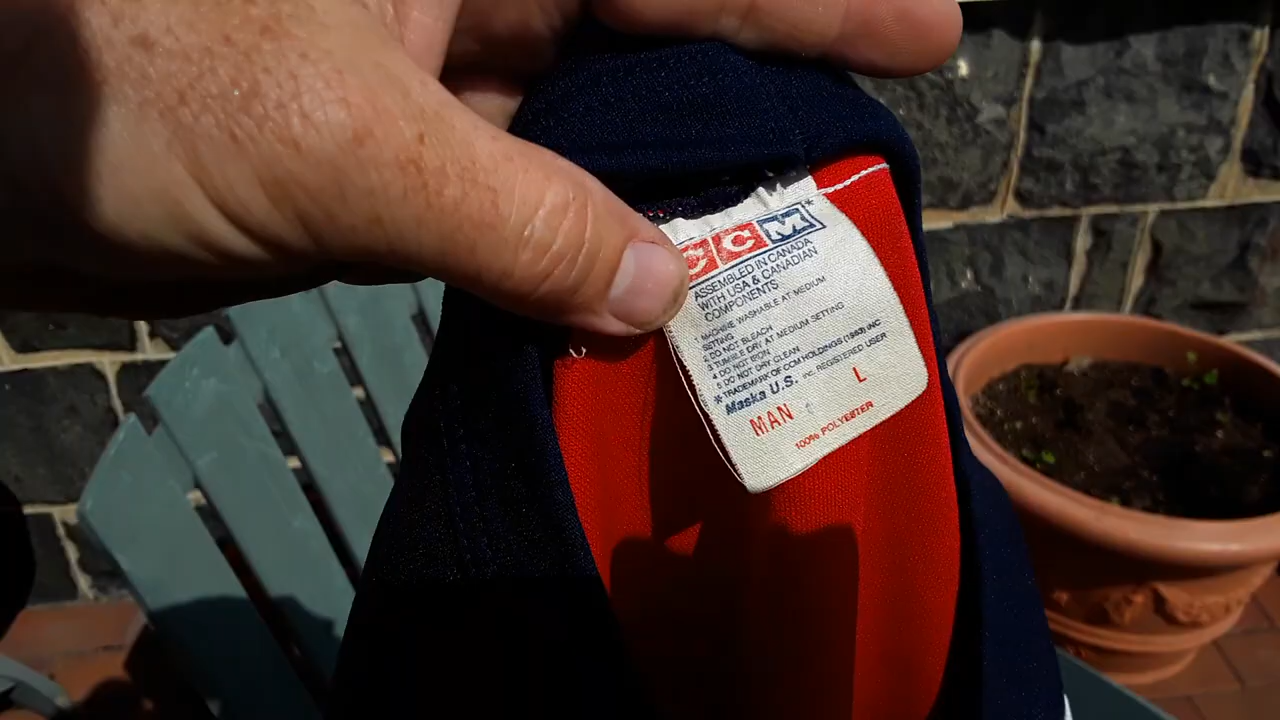 CCM*
ASSEMBLED IN CANADA
WITH USA & CANADIAN
COMPONENTS
1 MACHINE WASHABLE AT MEDIUM
SETTING
2 DO NOT BLEACH
3 TUMBLE DRY AT MEDIUM SETTING
4 DO NOT IRON
5 DO NOT DRY CLEAN
* TRADEMARK OF CCM HOLDINGS (1983) INC
Maska U.S. INC. REGISTERED USER
MAN L
100% POLYESTER